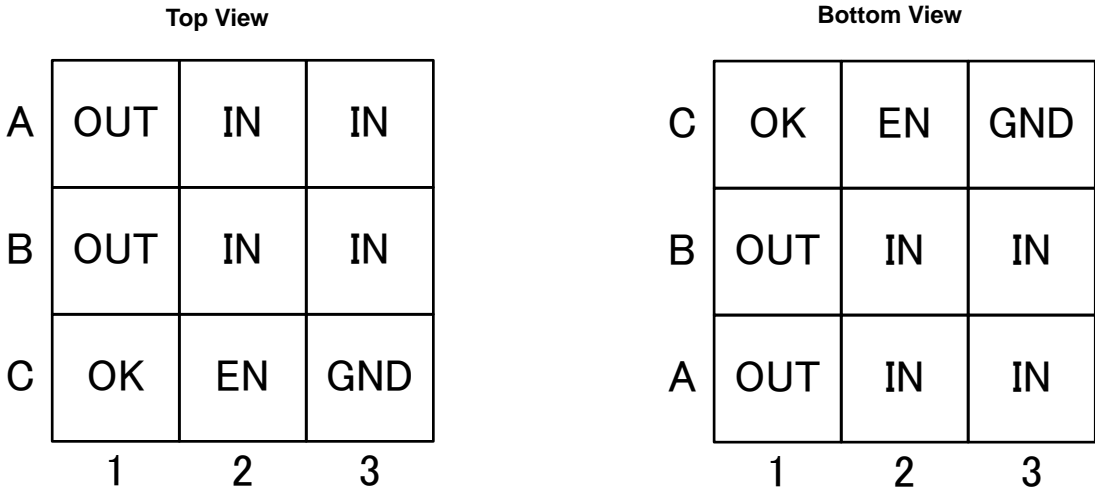 Top View
A OUT IN IN
B OUT IN IN
C OK EN GND
1 2 3
Bottom View
C OK EN GND
B OUT IN IN
A OUT IN IN
1 2 3